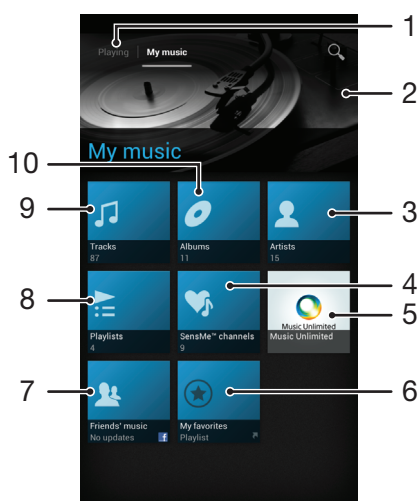 1
Playing | My music
2
My music
10
9
3
Tracks
87
Albums
11
Artists
15
8
4
5
Playlists
4
SensMe™ channels
9
Music Unlimited
Music Unlimited
7
6
Friends' music
No updates
f
My favorites
Playlist